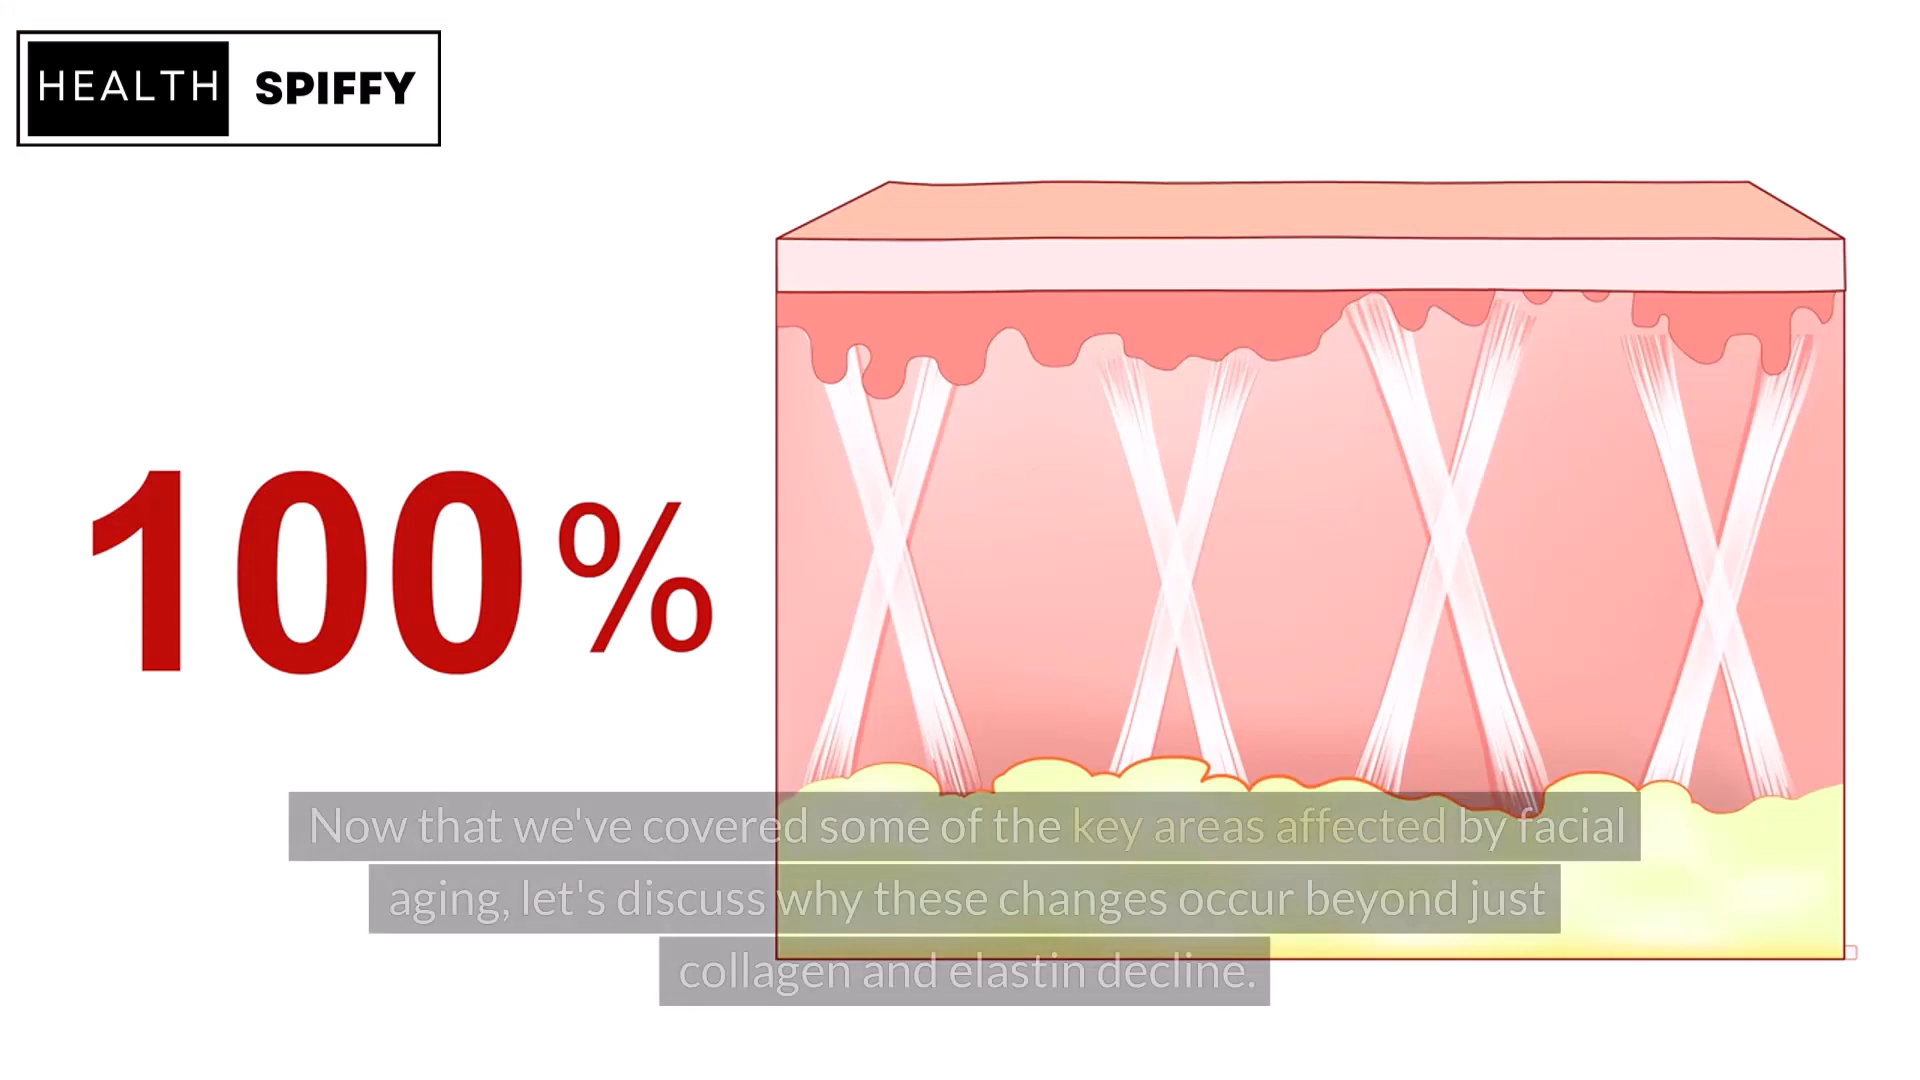 HEALTH SPIFFY
100%
Now that we've covered some of the key areas affected by facial
aging, let's discuss why these changes occur beyond just
collagen and elastin decline.